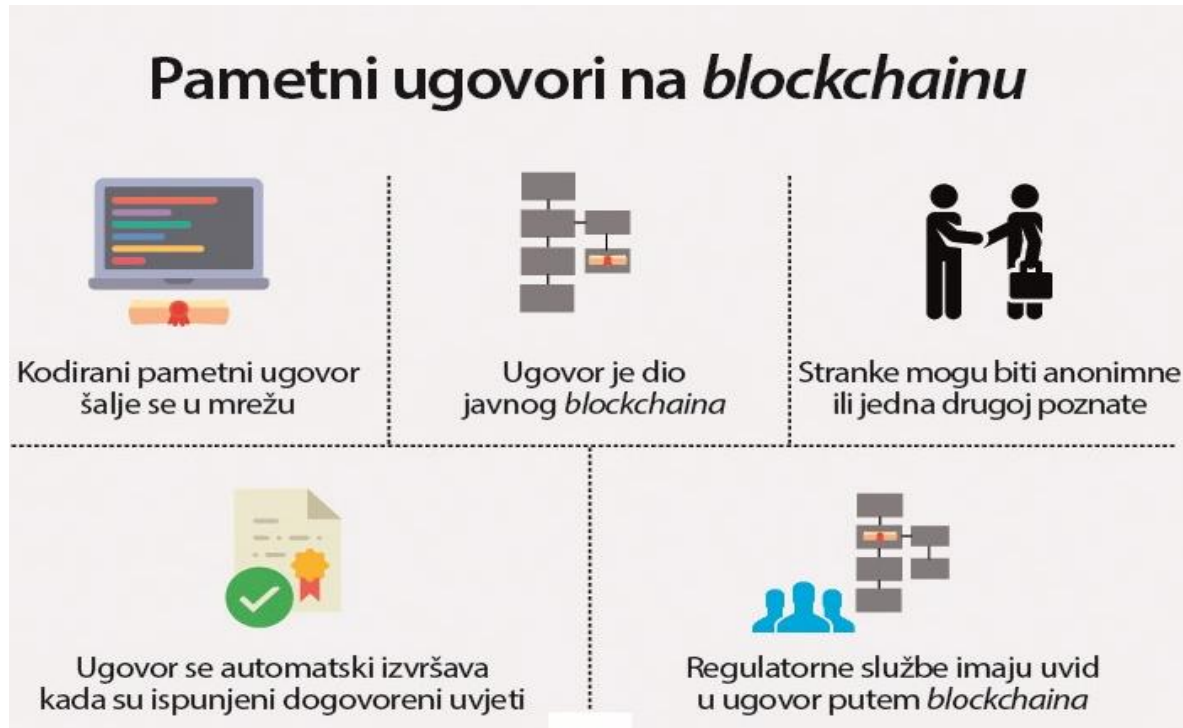 Pametni ugovori na blockchainu
Kodirani pametni ugovor
šalje se u mrežu
Ugovor je dio
javnog blockchaina
Stranke mogu biti anonimne
ili jedna drugoj poznate
Ugovor se automatski izvršava
kada su ispunjeni dogovoreni uvjeti
Regulatorne službe imaju uvid
u ugovor putem blockchaina